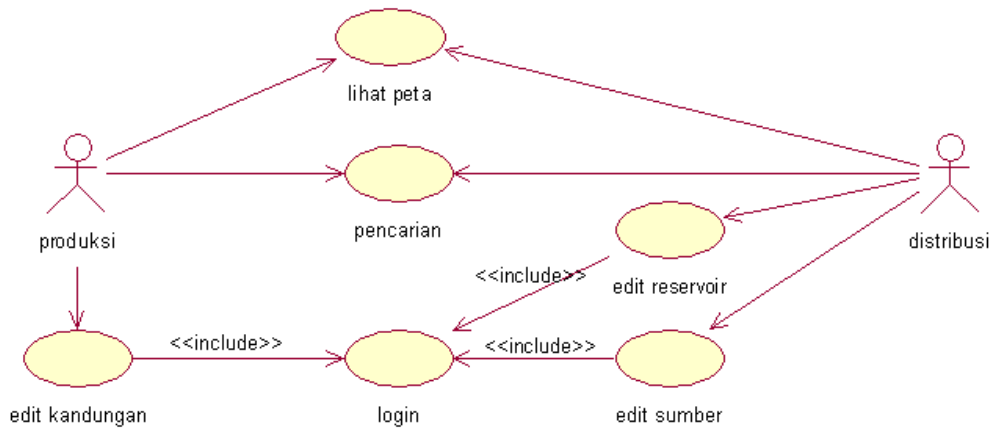 lihat peta
produksi
pencarian
distribusi
<<include>>
edit reservoir
<<include>>
<<include>>
edit kandungan
login
edit sumber